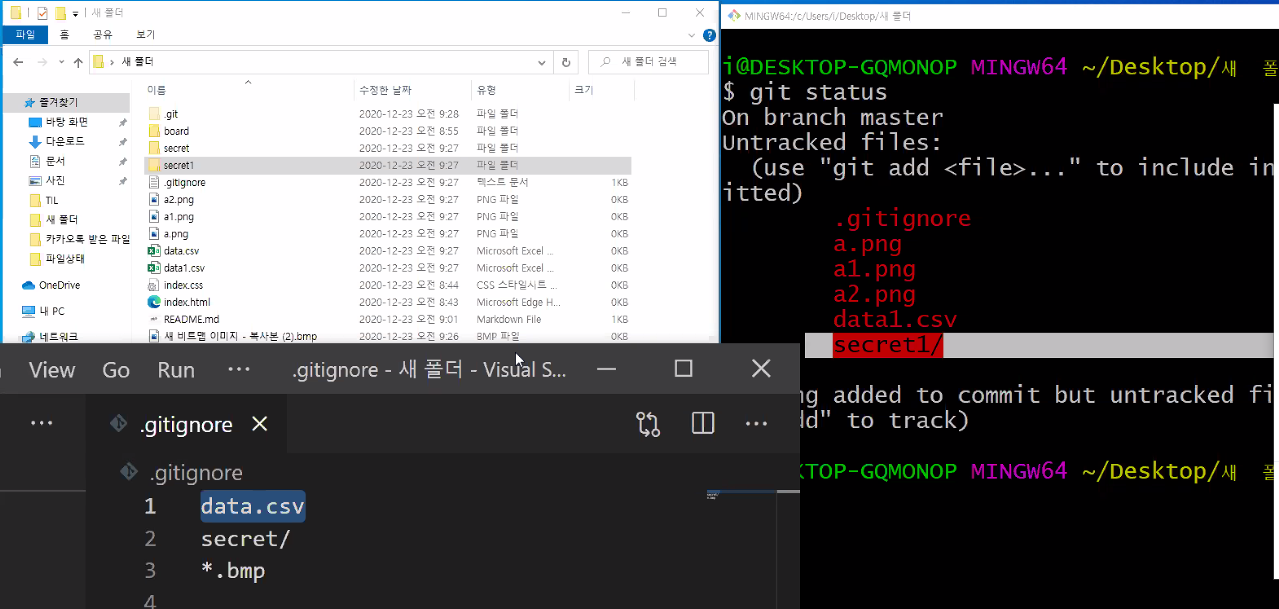 새 폴더
파일 홈 공유 보기
새 폴더
새 폴더 검색
이름 수정한 날짜 유형 크기
즐겨찾기
바탕 화면
다운로드
문서
사진
TIL
새 폴더
카카오톡 받은 파일
파일상태
OneDrive
내 PC
네트워크
.git 2020-12-23 오전 9:28 파일 폴더
board 2020-12-23 오전 8:55 파일 폴더
secret 2020-12-23 오전 9:27 파일 폴더
secret1 2020-12-23 오전 9:27 파일 폴더
.gitignore 2020-12-23 오전 9:27 텍스트 문서 1KB
a2.png 2020-12-23 오전 9:27 PNG 파일 0KB
a1.png 2020-12-23 오전 9:27 PNG 파일 0KB
a.png 2020-12-23 오전 9:27 PNG 파일 0KB
data.csv 2020-12-23 오전 9:27 Microsoft Excel ... 0KB
data1.csv 2020-12-23 오전 9:27 Microsoft Excel ... 0KB
index.css 2020-12-23 오전 8:44 CSS 스타일시트 ... 0KB
index.html 2020-12-23 오전 8:43 Microsoft Edge H... 0KB
README.md 2020-12-23 오전 9:01 Markdown File 1KB
새 비트맵 이미지 - 복사본 (2).bmp 2020-12-23 오전 9:26 BMP 파일 0KB
MINGW64:/c/Users/i/Desktop/새 폴더
i@DESKTOP-GQMONOP MINGW64 ~/Desktop/새 폴
$ git status
On branch master
Untracked files:
(use "git add <file>..." to include in
itted)
.gitignore
a.png
a1.png
a2.png
data1.csv
secret1/
ng added to commit but untracked fi
dd" to track)
KTOP-GQMONOP MINGW64 ~/Desktop/새 폴
View Go Run ··· .gitignore - 새 폴더 - Visual S...
··· .gitignore
.gitignore
1 data.csv
2 secret/
3 *.bmp
4